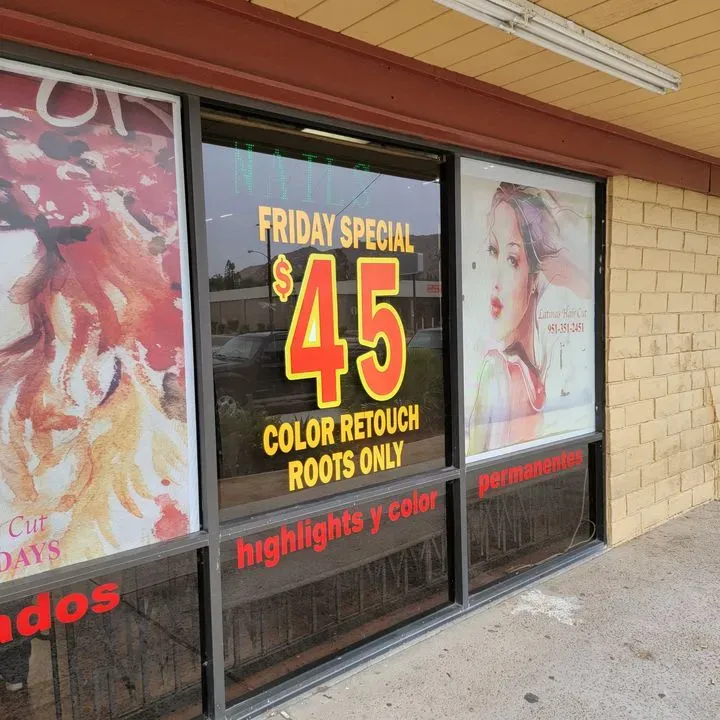 NAILS
FRIDAY SPECIAL
$45
COLOR RETOUCH
ROOTS ONLY
Latinas Hair Cut
951-351-2451
Cut
DAYS
ados
highlights y color
permanentes